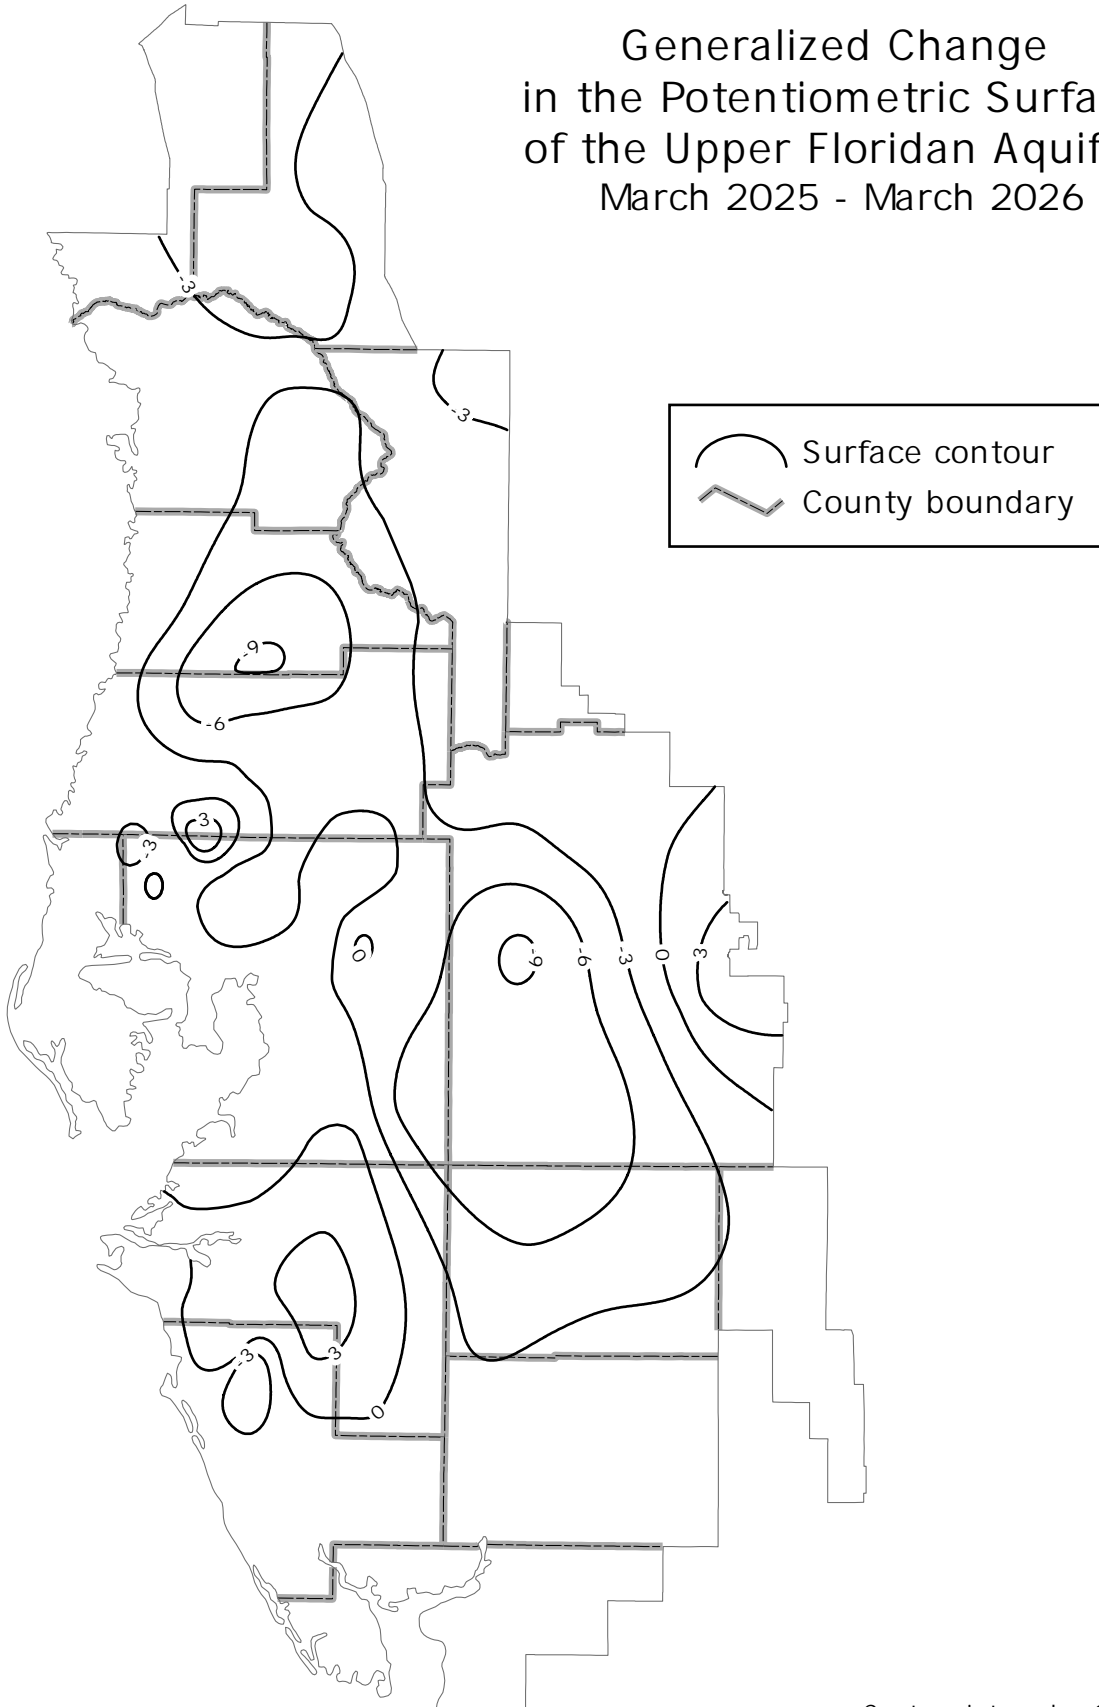 Generalized Change
in the Potentiometric Surfa
of the Upper Floridan Aquif
March 2025 - March 2026
-3
-3
Surface contour
County boundary
-9
-6
3
-3
0
-9
-6
-3
0
3
-3
3
0